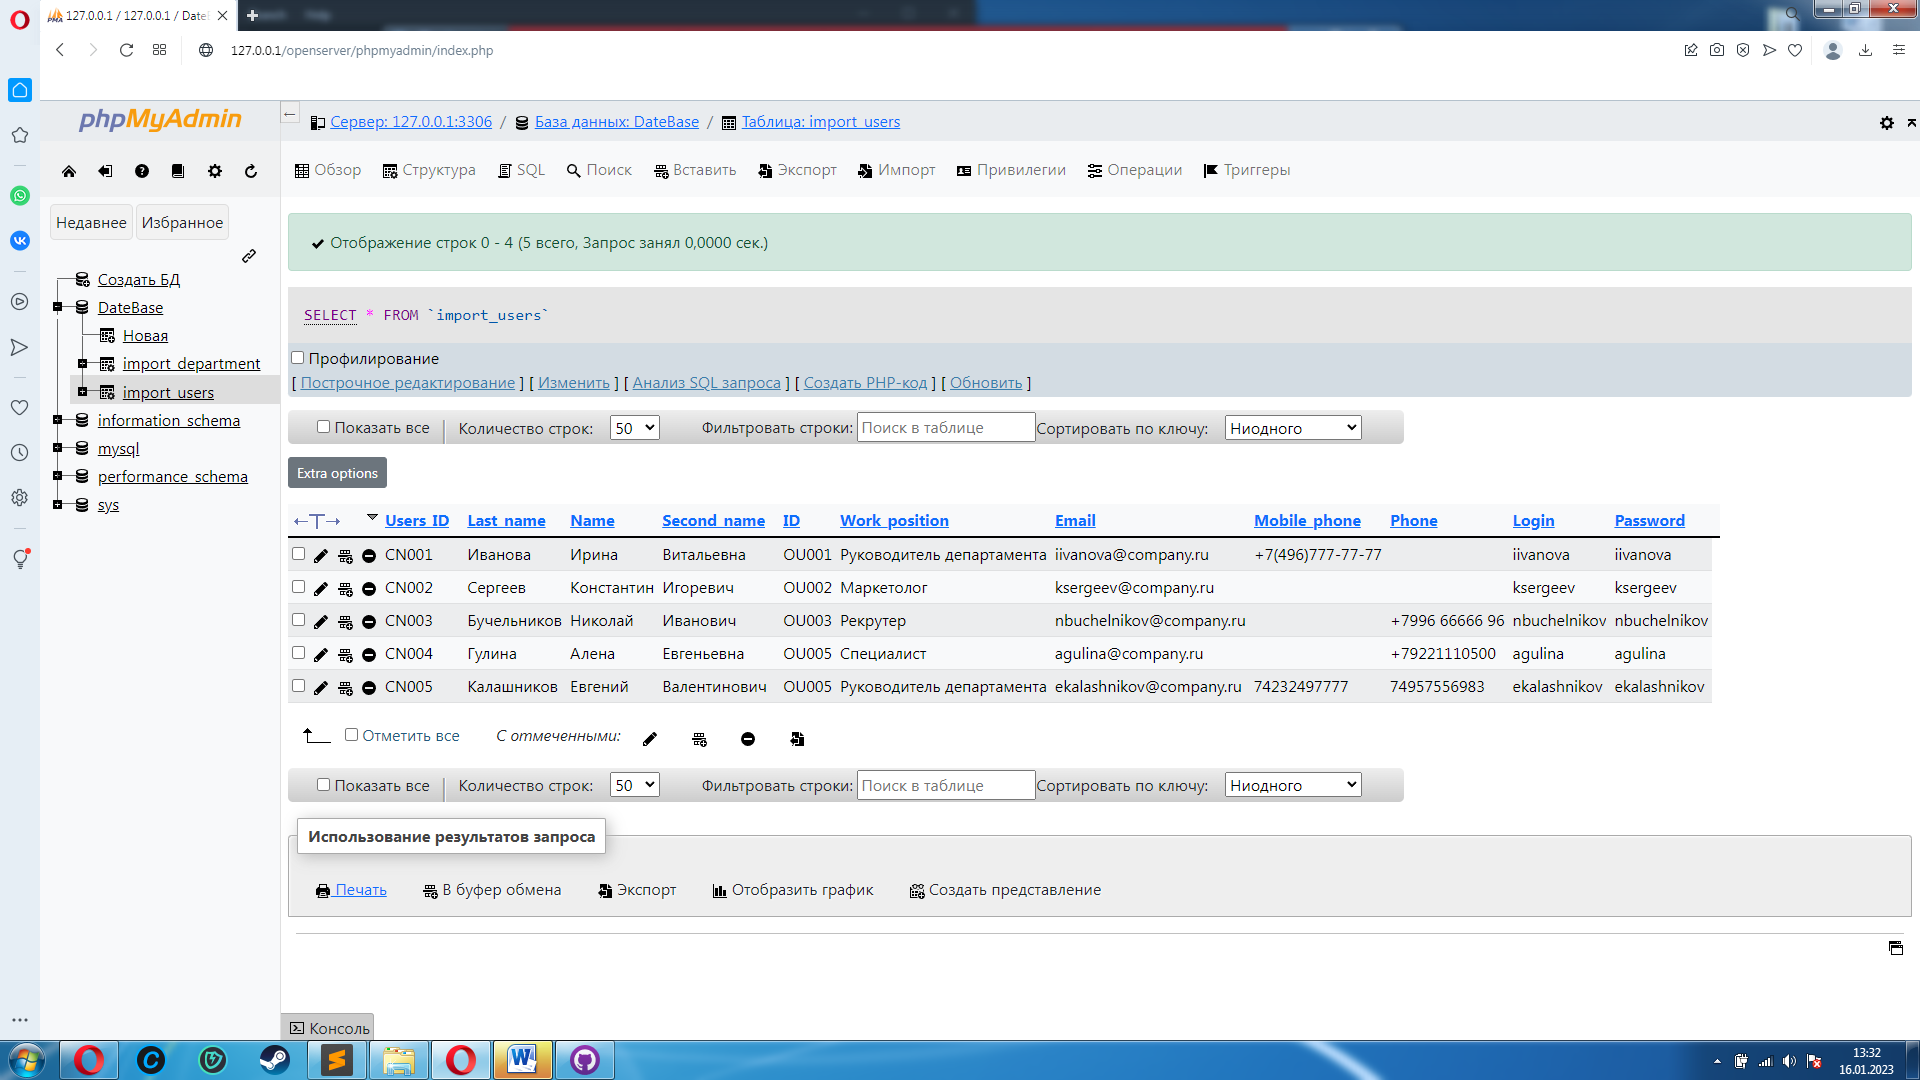 127.0.0.1 / 127.0.0.1 / DateE
127.0.0.1/openserver/phpmyadmin/index.php
phpMyAdmin
Сервер: 127.0.0.1:3306 / База данных: DateBase / Таблица: import_users
Обзор Структура SQL Поиск Вставить Экспорт Импорт Привилегии Операции Триггеры
Недавнее Избранное
Создать БД
DateBase
Новая
import_department
import_users
information_schema
mysql
performance_schema
sys
Отображение строк 0 - 4 (5 всего, Запрос занял 0,0000 сек.)
SELECT * FROM `import_users`
Профилирование
[ Построчное редактирование ] [ Изменить ] [ Анализ SQL запроса ] [ Создать PHP-код ] [ Обновить ]
Показать все Количество строк: 50 Фильтровать строки: Поиск в таблице Сортировать по ключу: Ниодного
Extra options
←T→ Users_ID Last_name Name Second_name ID Work_position Email Mobile_phone Phone Login Password
CN001 Иванова Ирина Витальевна OU001 Руководитель департамента iivanova@company.ru +7(496)777-77-77 iivanova iivanova
CN002 Сергеев Константин Игоревич OU002 Маркетолог ksergeev@company.ru ksergeev ksergeev
CN003 Бучельников Николай Иванович OU003 Рекрутер nbuchelnikov@company.ru +7996 66666 96 nbuchelnikov nbuchelnikov
CN004 Гулина Алена Евгеньевна OU005 Специалист agulina@company.ru +79221110500 agulina agulina
CN005 Калашников Евгений Валентинович OU005 Руководитель департамента ekalashnikov@company.ru 74232497777 74957556983 ekalashnikov ekalashnikov
Отметить все С отмеченными:
Показать все Количество строк: 50 Фильтровать строки: Поиск в таблице Сортировать по ключу: Ниодного
Использование результатов запроса
Печать В буфер обмена Экспорт Отобразить график Создать представление
Консоль
13:32
16.01.2023